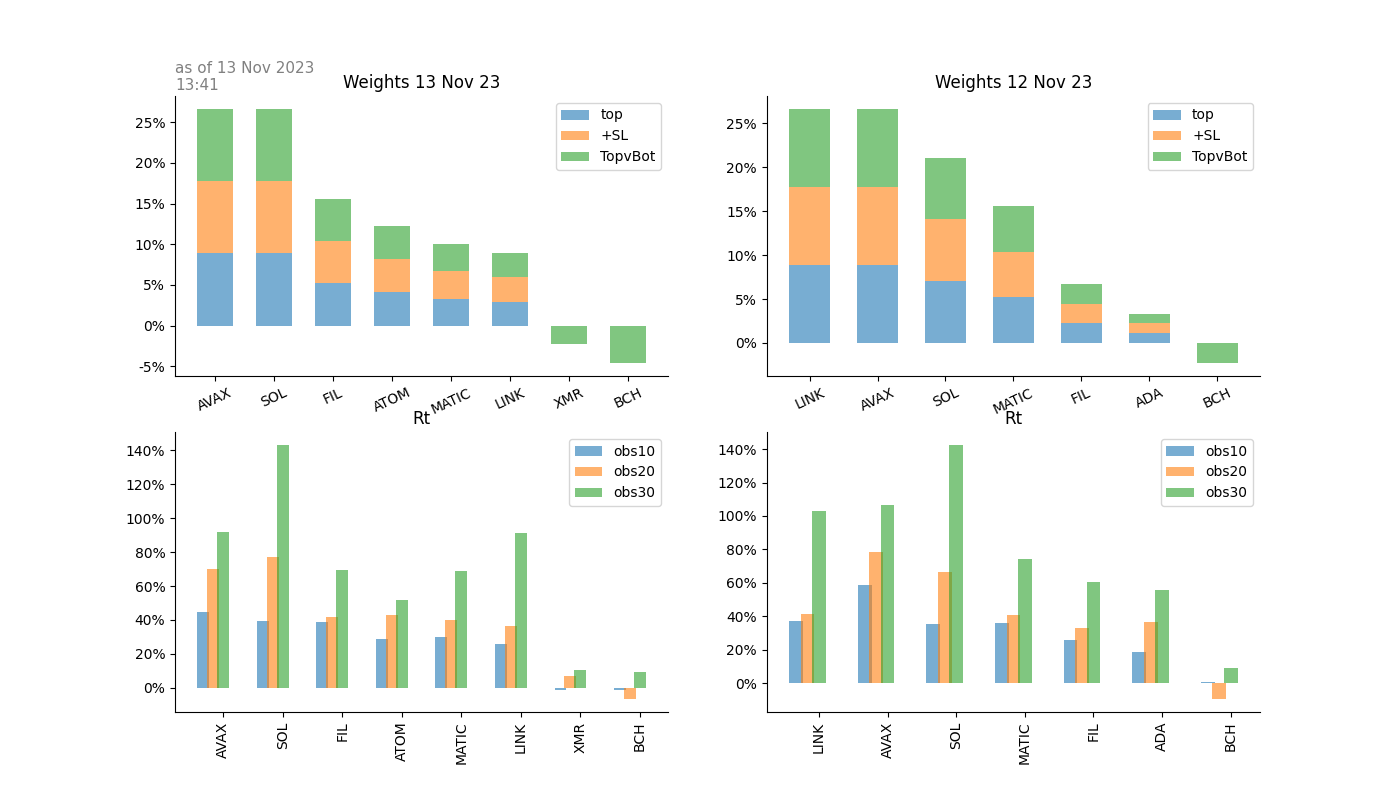 as of 13 Nov 2023
13:41
Weights 13 Nov 23
25%
20%
15%
10%
5%
0%
-5%
top
+SL
TopvBot
AVAX
SOL
FIL
ATOM
MATIC
LINK
XMR
BCH
Weights 12 Nov 23
25%
20%
15%
10%
5%
0%
top
+SL
TopvBot
LINK
AVAX
SOL
MATIC
FIL
ADA
BCH
Rt
140%
120%
100%
80%
60%
40%
20%
0%
obs10
obs20
obs30
AVAX
SOL
FIL
ATOM
MATIC
LINK
XMR
BCH
Rt
140%
120%
100%
80%
60%
40%
20%
0%
obs10
obs20
obs30
LINK
AVAX
SOL
MATIC
FIL
ADA
BCH